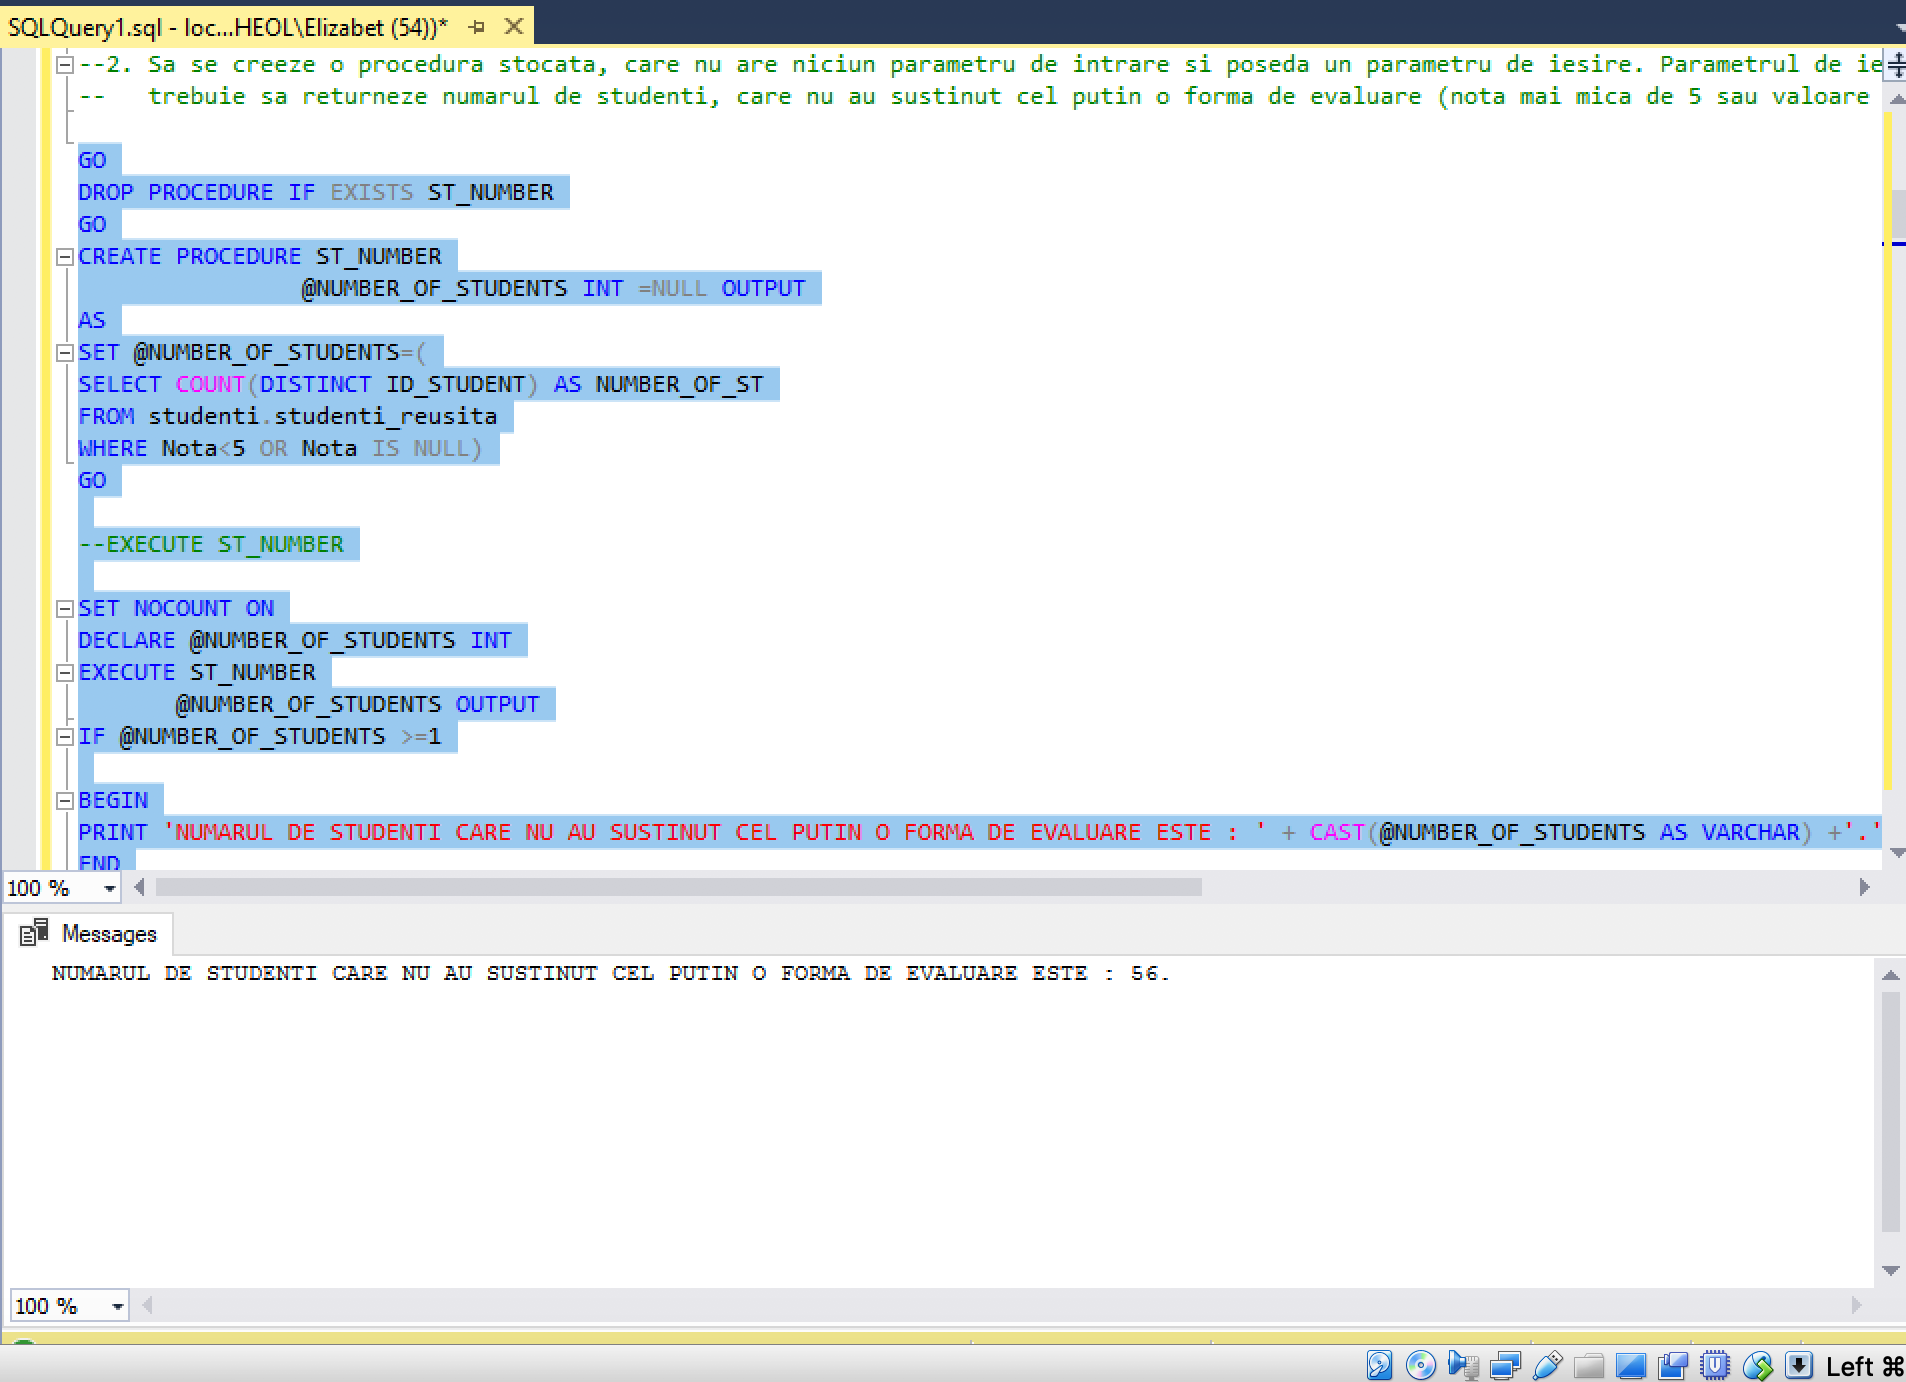 SQLQuery1.sql - loc...HEOL\Elizabet (54))*
--2. Sa se creeze o procedura stocata, care nu are niciun parametru de intrare si poseda un parametru de iesire. Parametrul de ie
-- trebuie sa returneze numarul de studenti, care nu au sustinut cel putin o forma de evaluare (nota mai mica de 5 sau valoare
GO
DROP PROCEDURE IF EXISTS ST_NUMBER
GO
CREATE PROCEDURE ST_NUMBER
@NUMBER_OF_STUDENTS INT =NULL OUTPUT
AS
SET @NUMBER_OF_STUDENTS=(
SELECT COUNT(DISTINCT ID_STUDENT) AS NUMBER_OF_ST
FROM studenti.studenti_reusita
WHERE Nota<5 OR Nota IS NULL)
GO
--EXECUTE ST_NUMBER
SET NOCOUNT ON
DECLARE @NUMBER_OF_STUDENTS INT
EXECUTE ST_NUMBER
@NUMBER_OF_STUDENTS OUTPUT
IF @NUMBER_OF_STUDENTS >=1
BEGIN
PRINT 'NUMARUL DE STUDENTI CARE NU AU SUSTINUT CEL PUTIN O FORMA DE EVALUARE ESTE : ' + CAST(@NUMBER_OF_STUDENTS AS VARCHAR) +'.'
END
100 %
Messages
NUMARUL DE STUDENTI CARE NU AU SUSTINUT CEL PUTIN O FORMA DE EVALUARE ESTE : 56.
100 %
Left ⌘